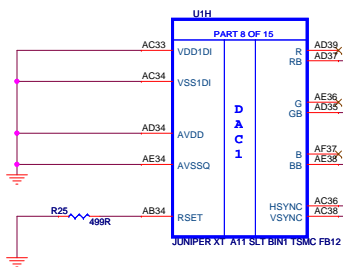 U1H
PART 8 OF 15
AC33 VDD1DI R AD39
RB AD37
AC34 VSS1DI
G AE36
GB AD35
AD34 AVDD
DAC1
AE34 AVSSQ B AF37
BB AE38
HSYNC AC36
R25 AB34 RSET VSYNC AC38
499R
JUNIPER XT A11 SLT BIN1 TSMC FB12